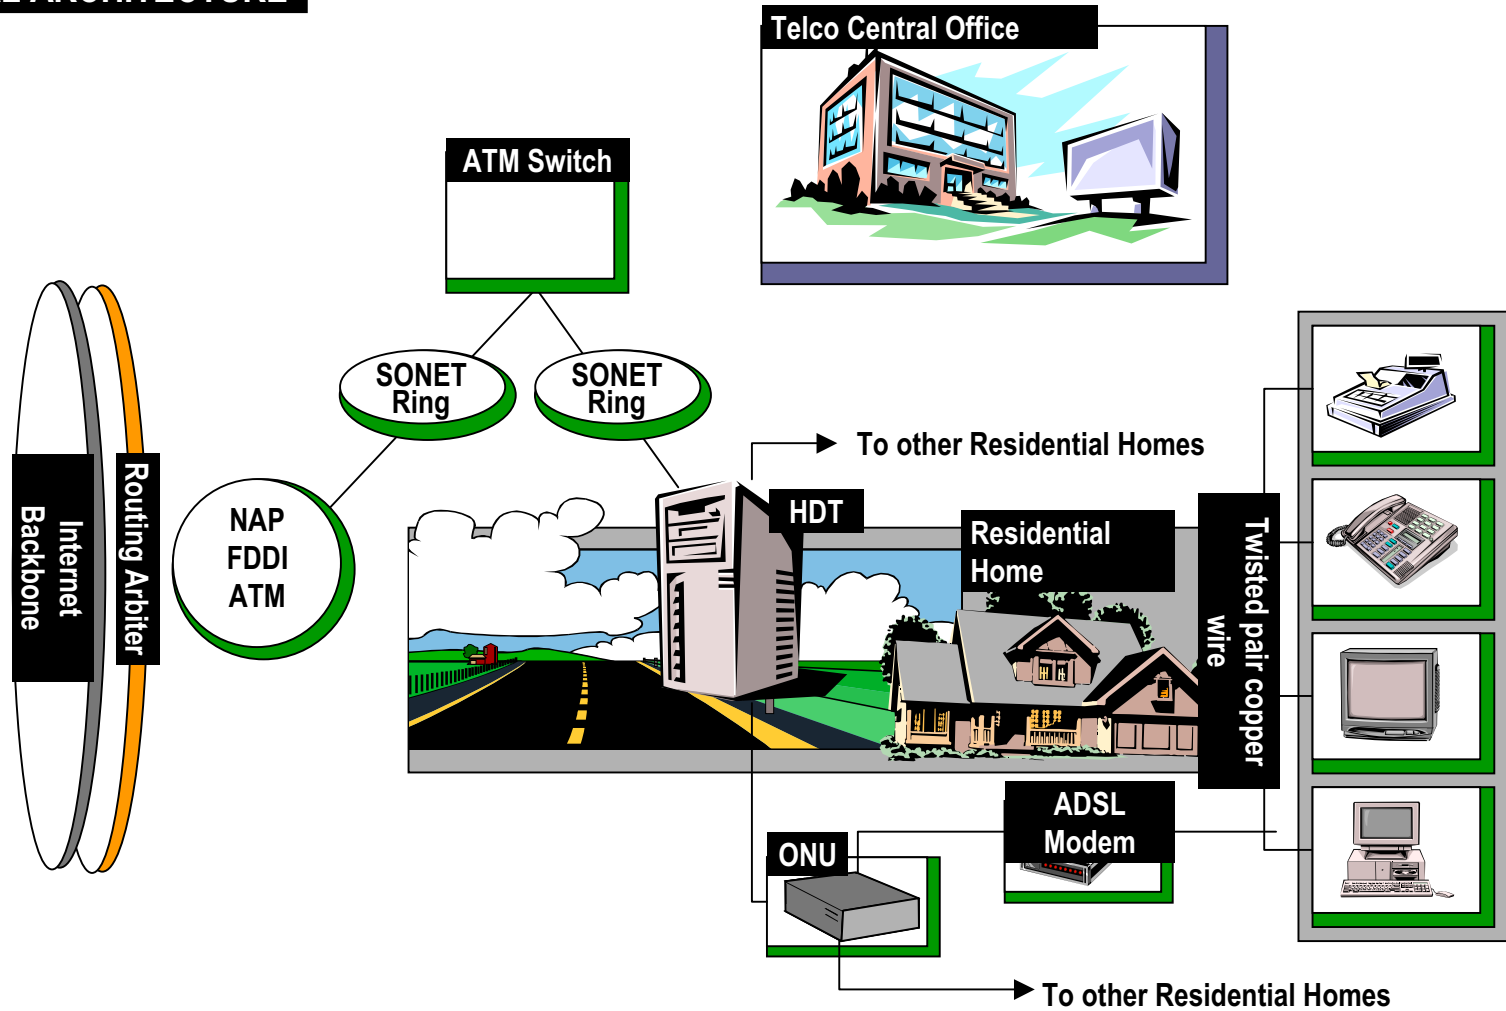 ARCHITECTURE
Telco Central Office
ATM Switch
SONET
Ring
SONET
Ring
To other Residential Homes
HDT
Residential
Home
NAP
FDDI
ATM
Internet
Backbone
Routing Arbiter
Twisted pair copper
wire
ADSL
Modem
ONU
To other Residential Homes